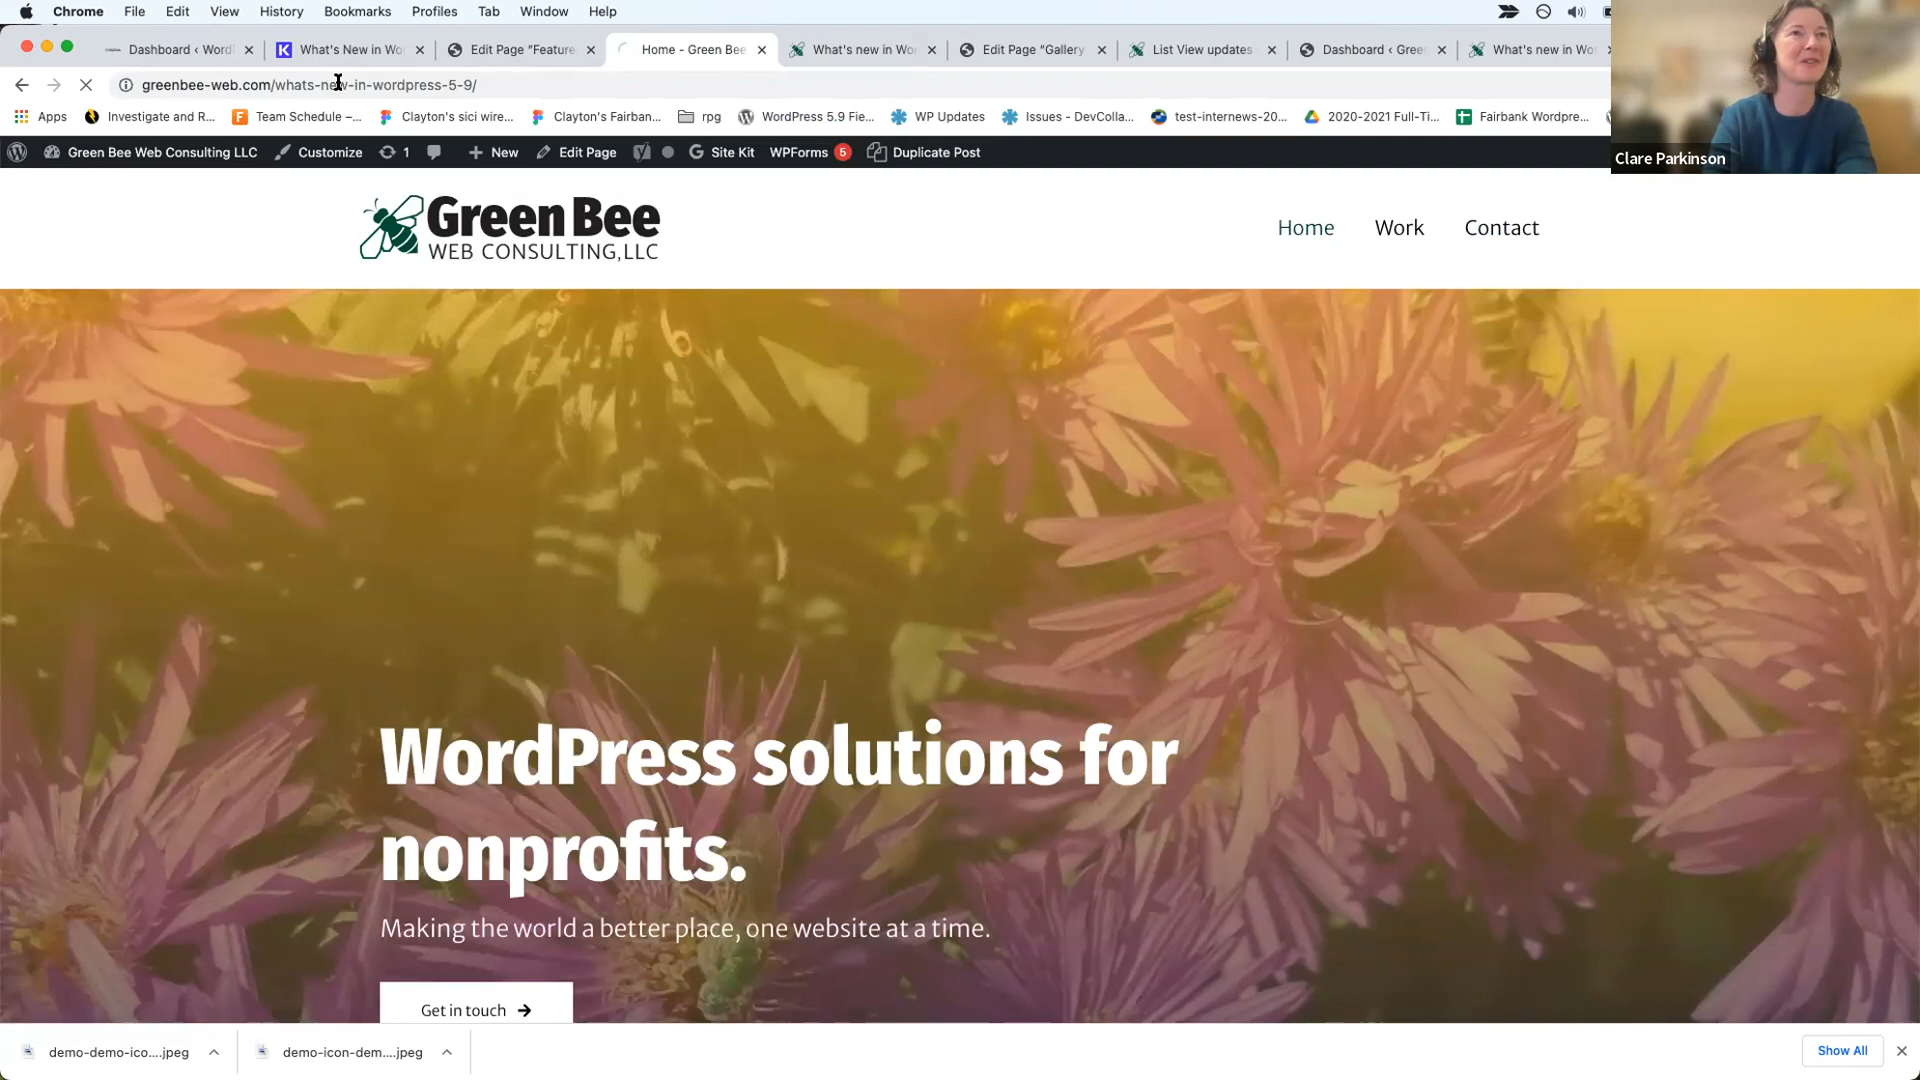 Chrome File Edit View History Bookmarks Profiles Tab Window Help
Dashboard ‹ Word
What's New in Wo
Edit Page “Feature
Home - Green Bee
What's new in Wor
Edit Page "Gallery
List View updates
Dashboard ‹ Gree
What's new in Wor
greenbee-web.com/whats-new-in-wordpress-5-9/
Apps Investigate and R... Team Schedule –... Clayton's sici wire... Clayton's Fairban... rpg WordPress 5.9 Fie... WP Updates Issues - DevColla... test-internews-20... 2020-2021 Full-Ti... Fairbank Wordpre...
Green Bee Web Consulting LLC Customize 1 New Edit Page Site Kit WPForms 5 Duplicate Post
Clare Parkinson
Green Bee
WEB CONSULTING, LLC
Home Work Contact
WordPress solutions for
nonprofits.
Making the world a better place, one website at a time.
Get in touch →
demo-demo-ico....jpeg
demo-icon-dem....jpeg
Show All